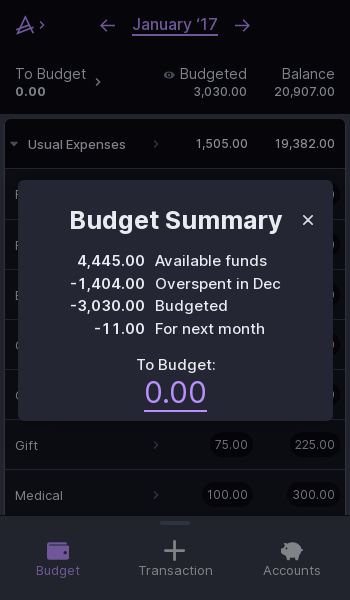 January ‘17
To Budget
0.00
Budgeted
3,030.00
Balance
20,907.00
Usual Expenses
1,505.00
19,382.00
Budget Summary
4,445.00 Available funds
-1,404.00 Overspent in Dec
-3,030.00 Budgeted
-11.00 For next month
To Budget:
0.00
Gift
75.00
225.00
Medical
100.00
300.00
Budget
Transaction
Accounts